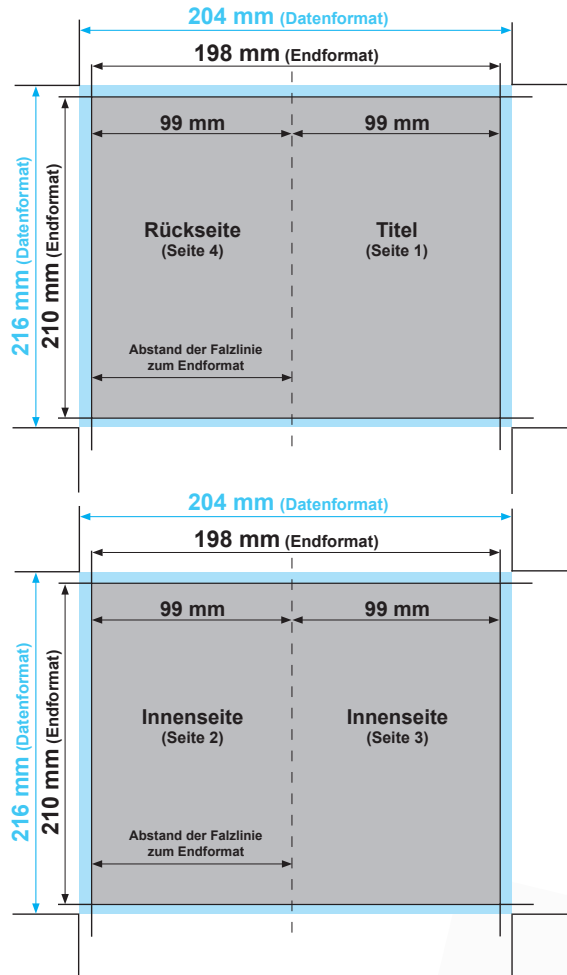 204 mm (Datenformat)
198 mm (Endformat)
99 mm
99 mm
216 mm (Datenformat)
210 mm (Endformat)
Rückseite
(Seite 4)
Titel
(Seite 1)
Abstand der Falzlinie
zum Endformat
204 mm (Datenformat)
198 mm (Endformat)
99 mm
99 mm
216 mm (Datenformat)
210 mm (Endformat)
Innenseite
(Seite 2)
Innenseite
(Seite 3)
Abstand der Falzlinie
zum Endformat